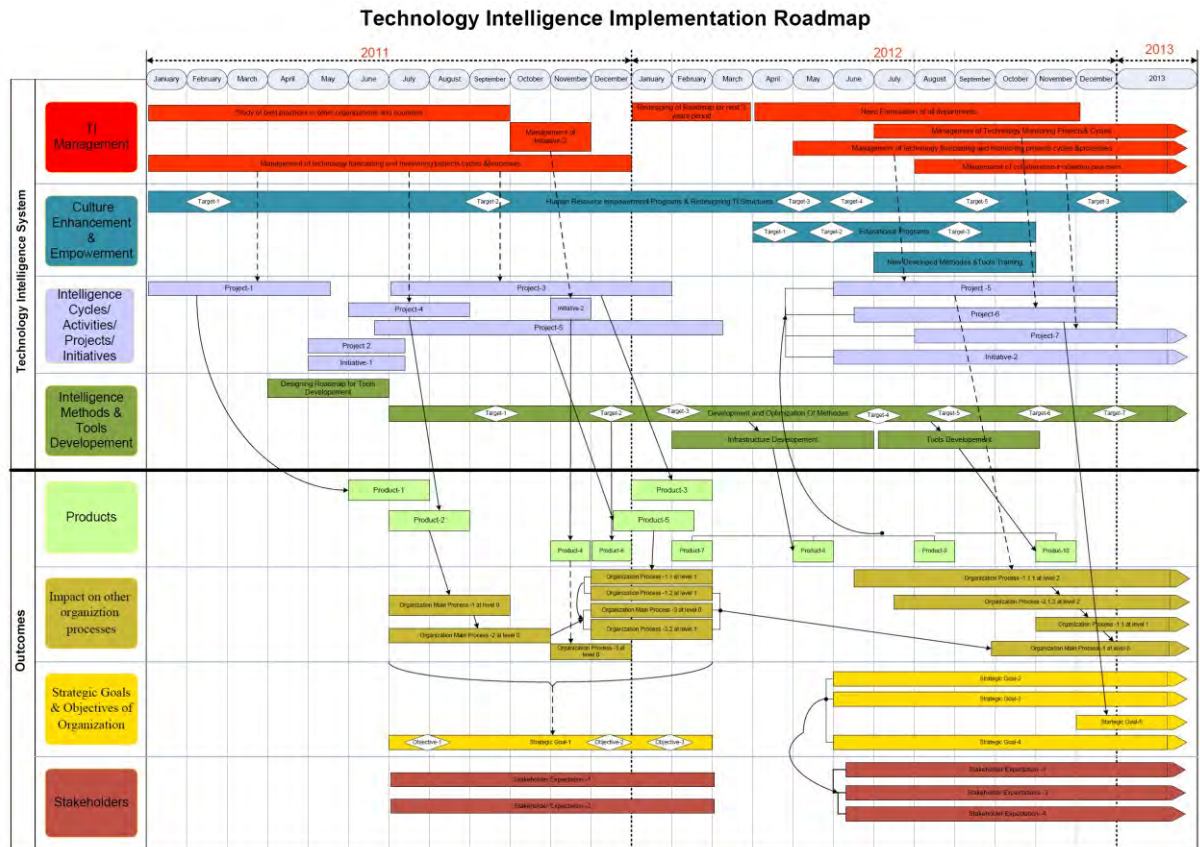 Technology Intelligence Implementation Roadmap
2011
2012
2013
January
February
March
April
May
June
July
August
September
October
November
December
January
February
March
April
May
June
July
August
September
October
November
December
2013
Technology Intelligence System
TI
Management
Study of best practices in other organizations and countries
Redesigning of Roadmap for next
years period
Need Formulation of all departments
Management of
Initiative-2
Management of Technology Monitoring Projects & Cycles
Management of technology forecasting and monitoring projects cycles &processes
Management of technology forecasting and monitoring projects cycles &processes
Management of
Culture
Enhancement
&
Empowerment
Target-1
Target-2
Human Resource Empowerment Programs & Redesigning TI Structures
Target-3
Target-4
Target-5
Target-3
Target-1
Target-2
Educational Programs
Target-3
New Developed Methodes &Tools Training
Intelligence
Cycles/
Activities/
Projects/
Initiatives
Project-1
Project-3
Project -5
Project-4
Initiative-2
Project-6
Project-5
Project-7
Project 2
Initiative-1
Initiative-2
Intelligence
Methods &
Tools
Developement
Designing Roadmap for Tools
Developement
Target-1
Target-2
Target-3
Development and Optimization Of Methodes
Target-4
Target-5
Target-6
Target-7
Infrastructure Developement
Tools Developement
Outcomes
Products
Product-1
Product-3
Product-2
Product-5
Product-4
Product-6
Product-7
Product-9
Product-10
Impact on other
organiztion
processes
Organization Process -1.1 at level 1
Organization Process -1.2 at level 1
Organization Main Process -1 at level 0
Organization Main Process -3 at level 0
Organization Process -3.2 at level 1
Organization Main Process -2 at level 0
Organization Process -1 at
level 0
Organization Process -1.1.1 at level 2
Organization Process -3.1.3 at level 2
Organization Process -1.1 at level 1
Organization Main Process -1 at level 0
Strategic Goals
& Objectives of
Organization
Strategic Goal-2
Strategic Goal-3
Strategic Goal-5
Objective-1
Strategic Goal-1
Objective-2
Objective-3
Strategic Goal-4
Stakeholders
Stakeholder Expectation -1
Stakeholder Expectation -2
Stakeholder Expectation -1
Stakeholder Expectation -3
Stakeholder Expectation -4